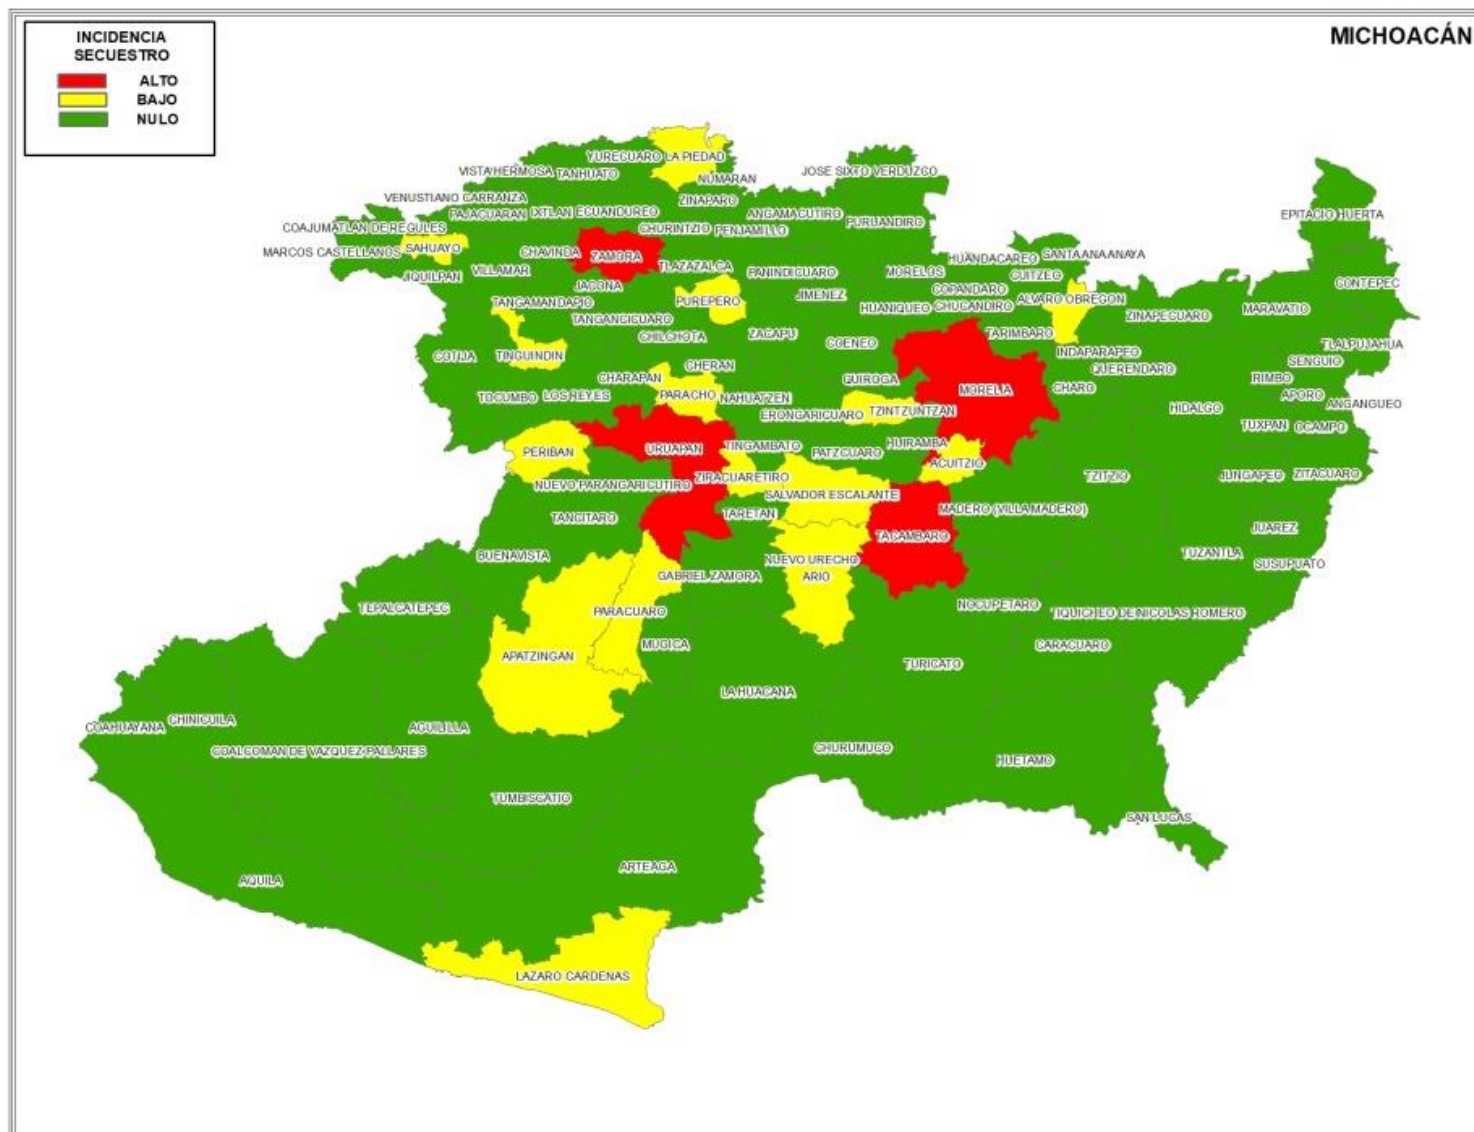 INCIDENCIA
SECUESTRO
ALTO
BAJO
NULO
MICHOACÁN
YURECUARO
LA PIEDAD
VISTA HERMOSA
TANHUATO
NUMARAN
JOSE SIXTO VERDUZCO
VENUSTIANO CARRANZA
ZINAPARO
PAJACUARAN
IXTLAN
ECUANDUREO
ANGAMACUTIRO
PURUANDIRO
EPITACIO HUERTA
COAJUMATLAN DE REGULES
CHURINTZIO
PENJAMILLO
MARCOS CASTELLANOS
SAHUAYO
CHAVINDA
ZAMORA
TLAZAZALCA
HUANDACAREO
SANTA ANA ANAYA
JIQUILPAN
VILLAMAR
PANINDICUARO
MORELOS
CUITZEO
CONTEPEC
JACONA
JIMENEZ
COPANDARO
TANGAMANDAPIO
PUREPERO
HUANIQUEO
CHUCANDIRO
ALVARO OBREGON
ZINAPECUARO
MARAVATIO
TANGANCICUARO
CHILCHOTA
ZACAPU
TARIMBARO
COENEO
TLALPUJAHUA
COTIJA
TINGUINDIN
INDAPARAPEO
SENGUIO
CHERAN
QUERENDARO
CHARAPAN
QUIROGA
RIMBO
TOCUMBO
LOS REYES
PARACHO
NAHUATZEN
MORELIA
CHARO
APORO
ANGANGUEO
ERONGARICUARO
TZINTZUNTZAN
HIDALGO
TUXPAN
OCAMPO
PERIBAN
URUAPAN
TINGAMBATO
PATZCUARO
HUIRAMBA
ACUITZIO
NUEVO PARANGARICUTIRO
ZIRACUARETIRO
TZITZIO
JUNGAPEO
ZITACUARO
SALVADOR ESCALANTE
TANCITARO
TARETAN
MADERO (VILLA MADERO)
JUAREZ
TACAMBARO
BUENAVISTA
NUEVO URECHO
TUZANTLA
SUSUPUATO
GABRIEL ZAMORA
ARIO
TEPALCATEPEC
PARACUARO
NOCUPETARO
TIQUICHEO DE NICOLAS ROMERO
MUGICA
CARACUARO
APATZINGAN
TURICATO
LA HUACANA
COAHUAYANA
CHINICUILA
AGUILILLA
COALCOMAN DE VAZQUEZ PALLARES
CHURUMUCO
HUETAMO
TUMBISCATIO
SAN LUCAS
ARTEAGA
AQUILA
LAZARO CARDENAS